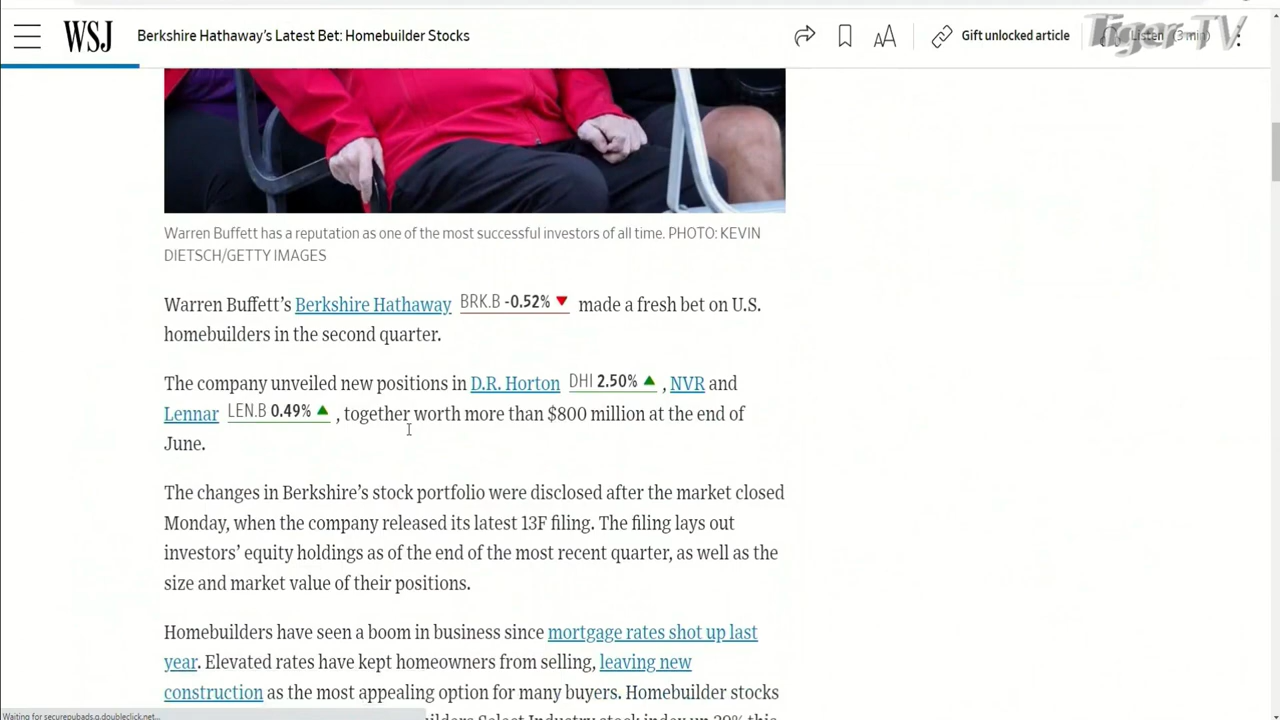 WSJ Berkshire Hathaway's Latest Bet: Homebuilder Stocks AA Gift unlocked article Listen (3 min)
Tiger TV
Warren Buffett has a reputation as one of the most successful investors of all time. PHOTO: KEVIN
DIETSCH/GETTY IMAGES
Warren Buffett's Berkshire Hathaway BRK.B -0.52% made a fresh bet on U.S.
homebuilders in the second quarter.
The company unveiled new positions in D.R. Horton DHI 2.50% , NVR and
Lennar LEN.B 0.49% , together worth more than $800 million at the end of
June.
The changes in Berkshire's stock portfolio were disclosed after the market closed
Monday, when the company released its latest 13F filing. The filing lays out
investors' equity holdings as of the end of the most recent quarter, as well as the
size and market value of their positions.
Homebuilders have seen a boom in business since mortgage rates shot up last
year. Elevated rates have kept homeowners from selling, leaving new
construction as the most appealing option for many buyers. Homebuilder stocks
Select Industry stock index up 39% this
Waiting for securepubads.g.doubleclick.net...